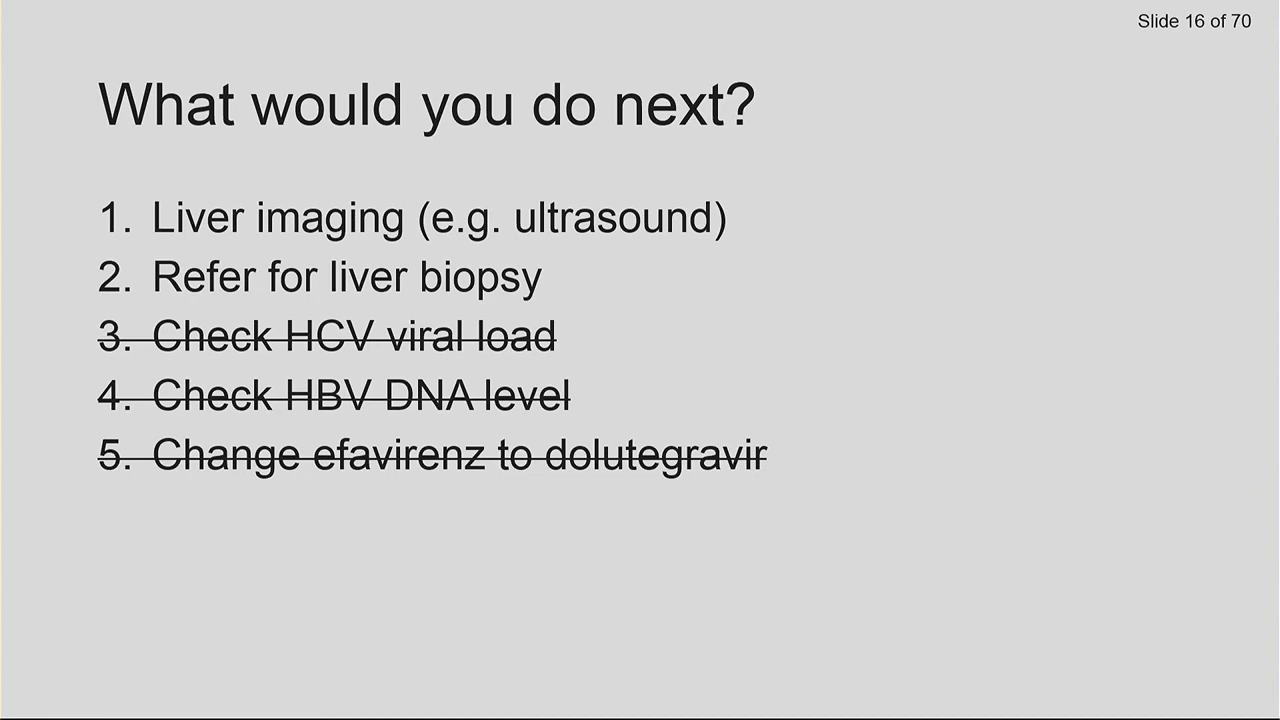 Slide 16 of 70
What would you do next?
1. Liver imaging (e.g. ultrasound)
2. Refer for liver biopsy
3. Check HCV viral load
4. Check HBV DNA level
5. Change efavirenz to dolutegravir